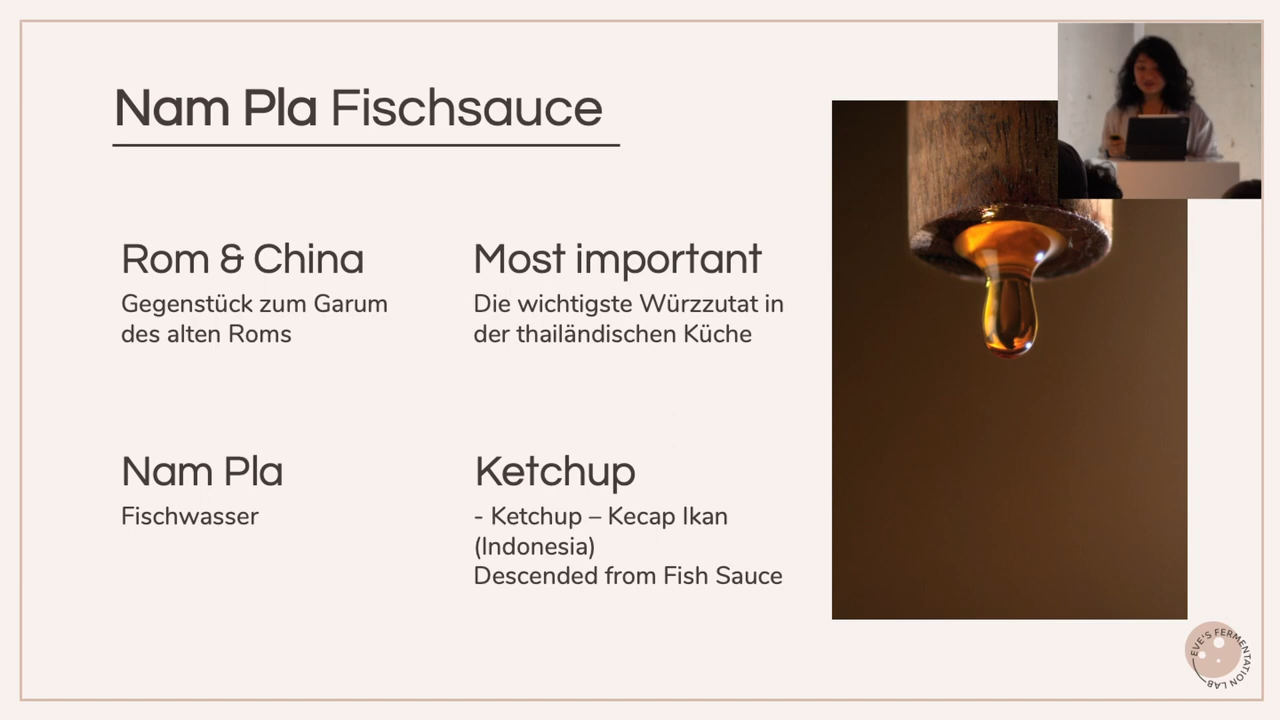 Nam Pla Fischsauce
Rom & China
Gegenstück zum Garum
des alten Roms
Most important
Die wichtigste Würzzutat in
der thailändischen Küche
Nam Pla
Fischwasser
Ketchup
- Ketchup – Kecap Ikan
(Indonesia)
Descended from Fish Sauce
EVE'S FERMENTATION LAB